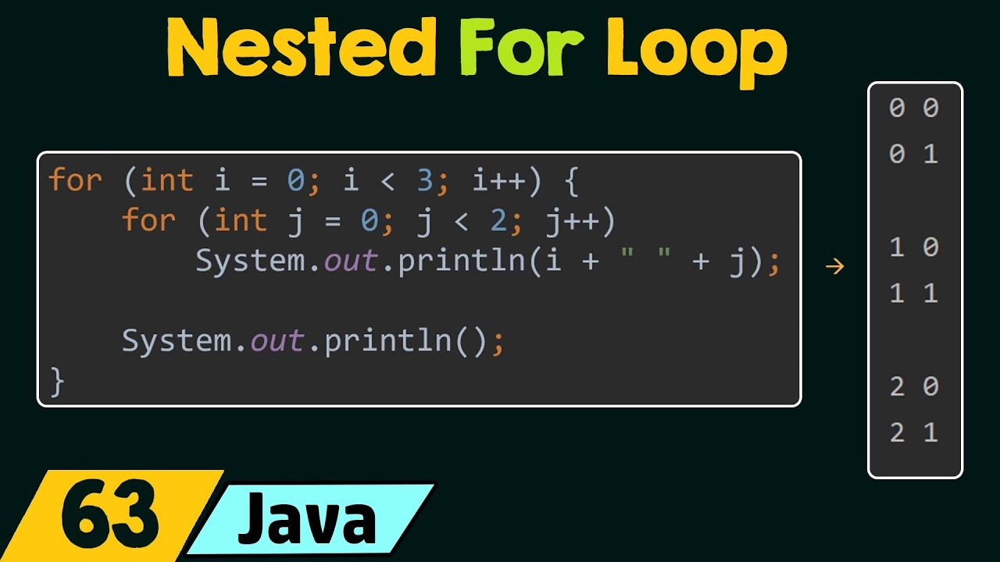 Nested For Loop
for (int i = 0; i < 3; i++) {
    for (int j = 0; j < 2; j++)
        System.out.println(i + " " + j);

    System.out.println();
}
→
0 0
0 1

1 0
1 1

2 0
2 1
63 Java